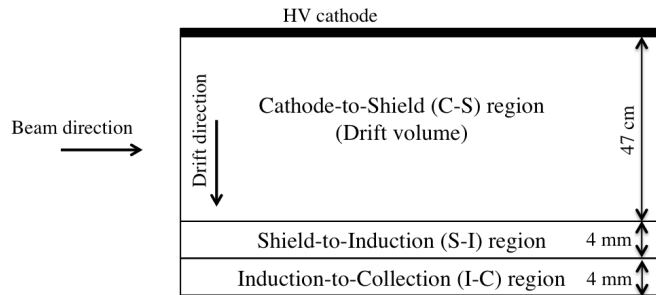 HV cathode
Cathode-to-Shield (C-S) region
(Drift volume)
Beam direction
Drift direction
47 cm
Shield-to-Induction (S-I) region
4 mm
Induction-to-Collection (I-C) region
4 mm